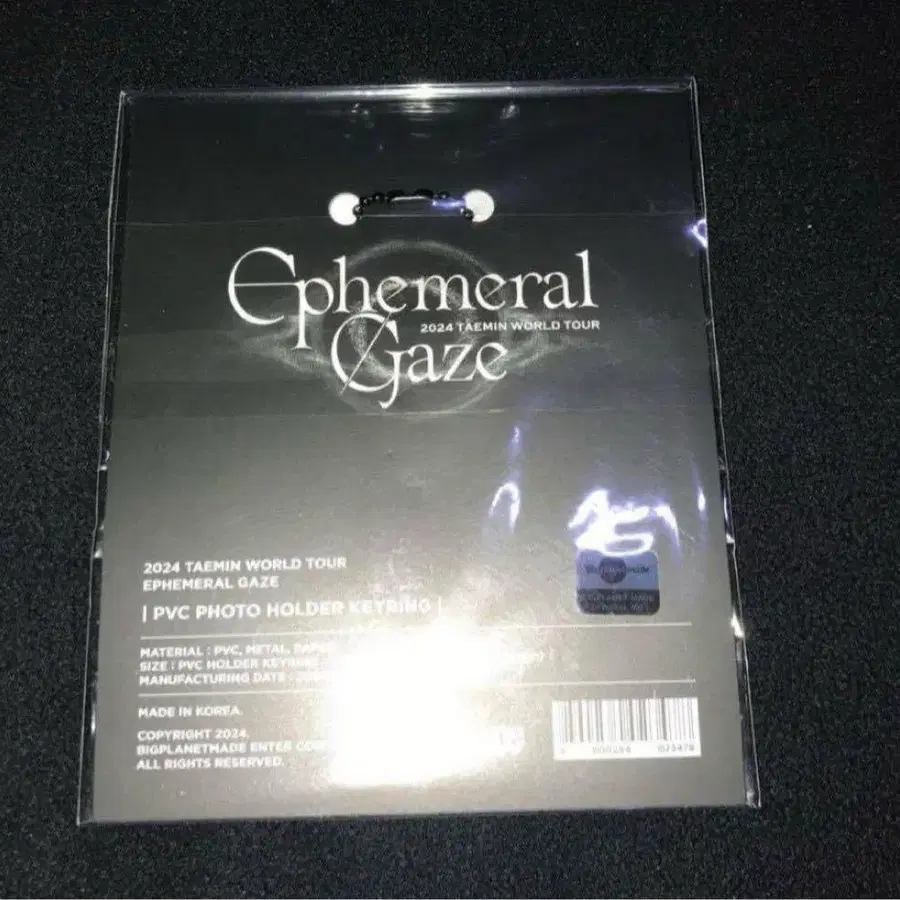 Ephemeral
2024 TAEMIN WORLD TOUR
Gaze
2024 TAEMIN WORLD TOUR
EPHEMERAL GAZE
| PVC PHOTO HOLDER KEYRING |
MATERIAL : PVC, METAL,
SIZE : PVC HOLDER KEYRING
MANUFACTURING DATE :
MADE IN KOREA.
COPYRIGHT 2024.
BIGPLANETMADE ENTER
ALL RIGHTS RESERVED.